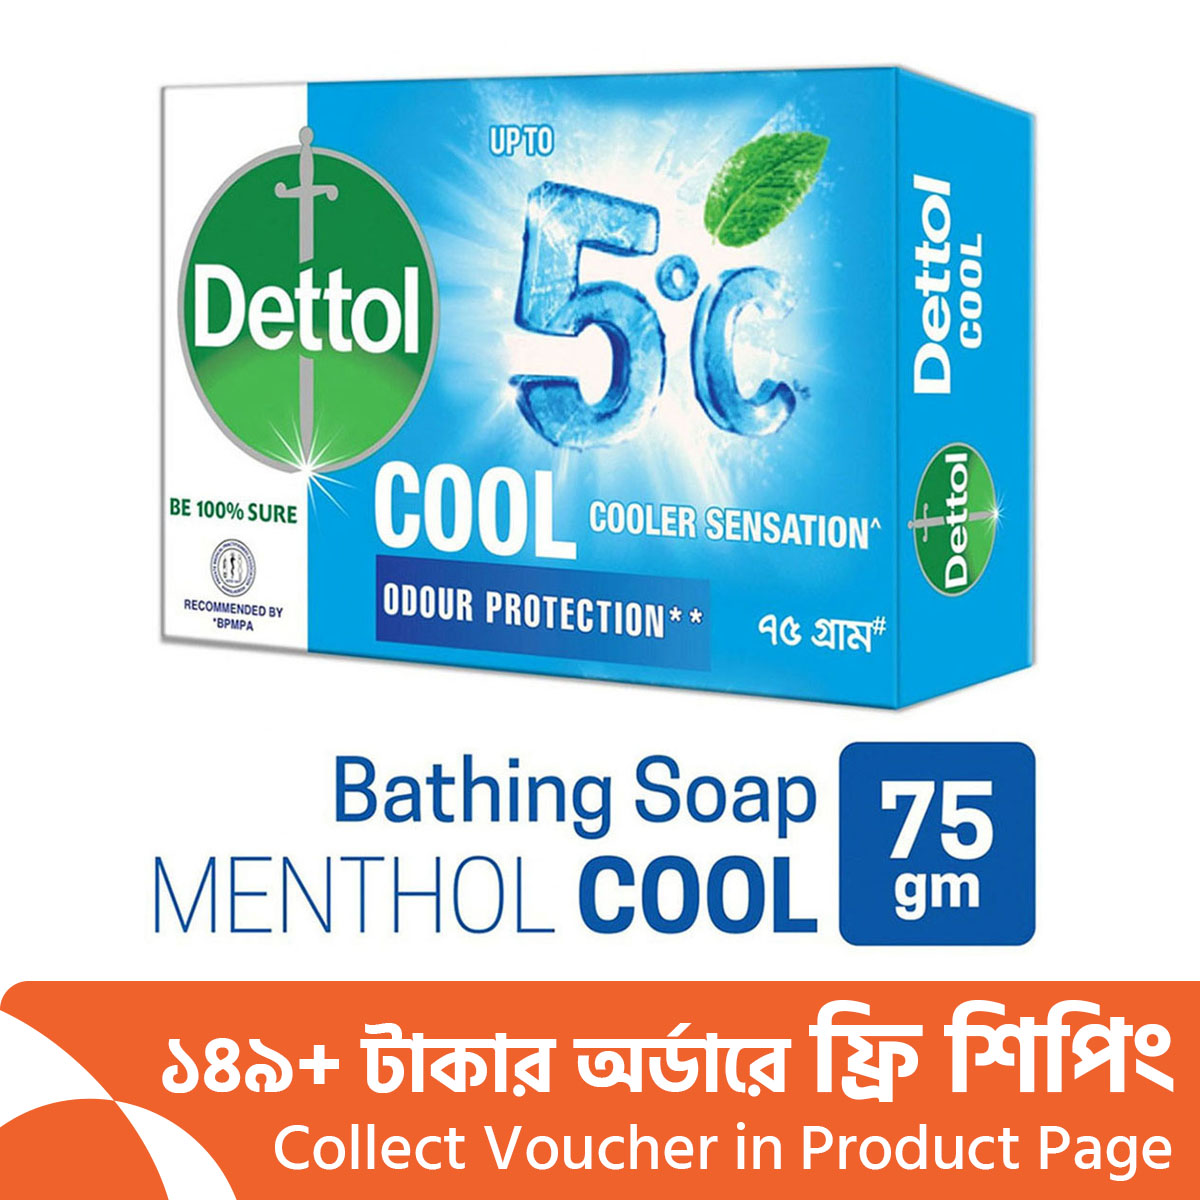 UP TO
5°C
Dettol
COOL
COOLER SENSATION^
ODOUR PROTECTION**
৭৫ গ্রাম#
BE 100% SURE
RECOMMENDED BY
*BPMPA
Dettol
COOL
Dettol
Bathing Soap
MENTHOL COOL
75
gm
১৪৯+ টাকার অর্ডারে ফ্রি শিপিং
Collect Voucher in Product Page